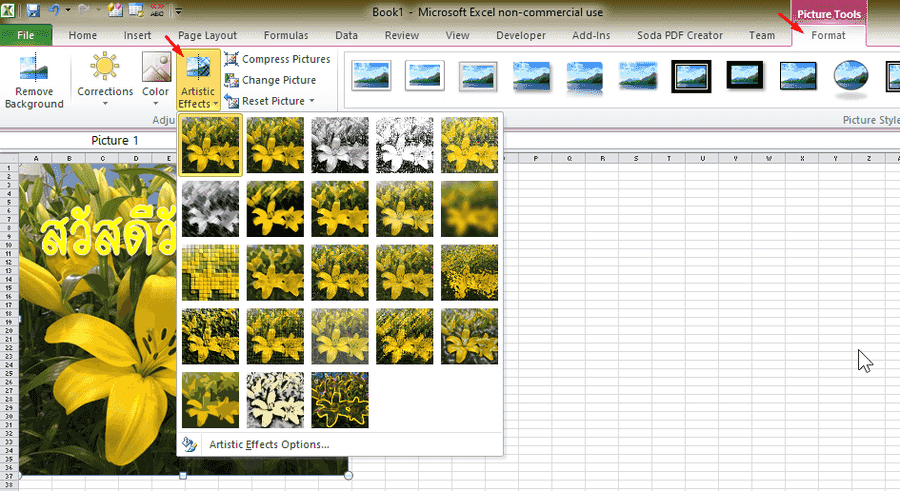 ABC
Book1 - Microsoft Excel non-commercial use
Picture Tools
File Home Insert Page Layout Formulas Data Review View Developer Add-Ins Soda PDF Creator Team Format
Remove Background
Corrections
Color
Artistic Effects
Compress Pictures
Change Picture
Reset Picture
Adju
Picture Style
Picture 1
A B C D E P Q R S T U V W X Y Z
1
2
3
4
5
6
7
8
9
10
11
12
13
14
15
16
17
18
19
20
21
22
23
24
25
26
27
28
29
30
31
32
33
34
35
36
37
38
สวัสดีวั
Artistic Effects Options...